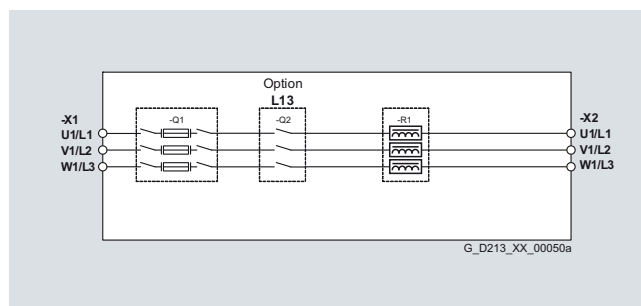 Option
L13
-X1
-Q1
-Q2
-R1
-X2
U1/L1
U1/L1
V1/L2
V1/L2
W1/L3
W1/L3
G_D213_XX_00050a